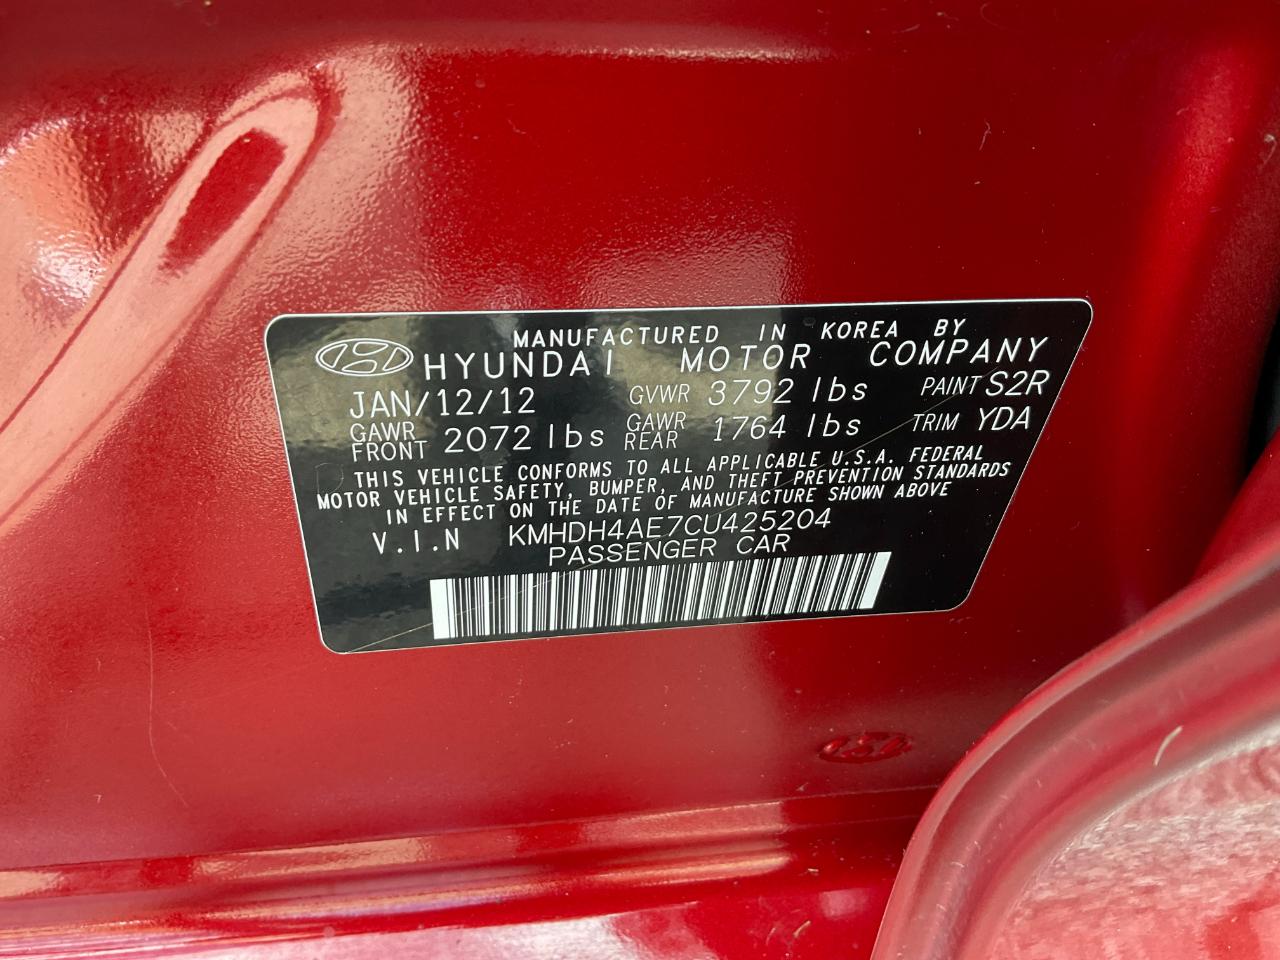 MANUFACTURED IN KOREA BY
HYUNDAI MOTOR COMPANY
JAN/12/12 GVWR 3792 lbs PAINT S2R
GAWR FRONT 2072 lbs GAWR REAR 1764 lbs TRIM YDA
THIS VEHICLE CONFORMS TO ALL APPLICABLE U.S.A. FEDERAL
MOTOR VEHICLE SAFETY, BUMPER, AND THEFT PREVENTION STANDARDS
IN EFFECT ON THE DATE OF MANUFACTURE SHOWN ABOVE
V.I.N KMHDH4AE7CU425204
PASSENGER CAR